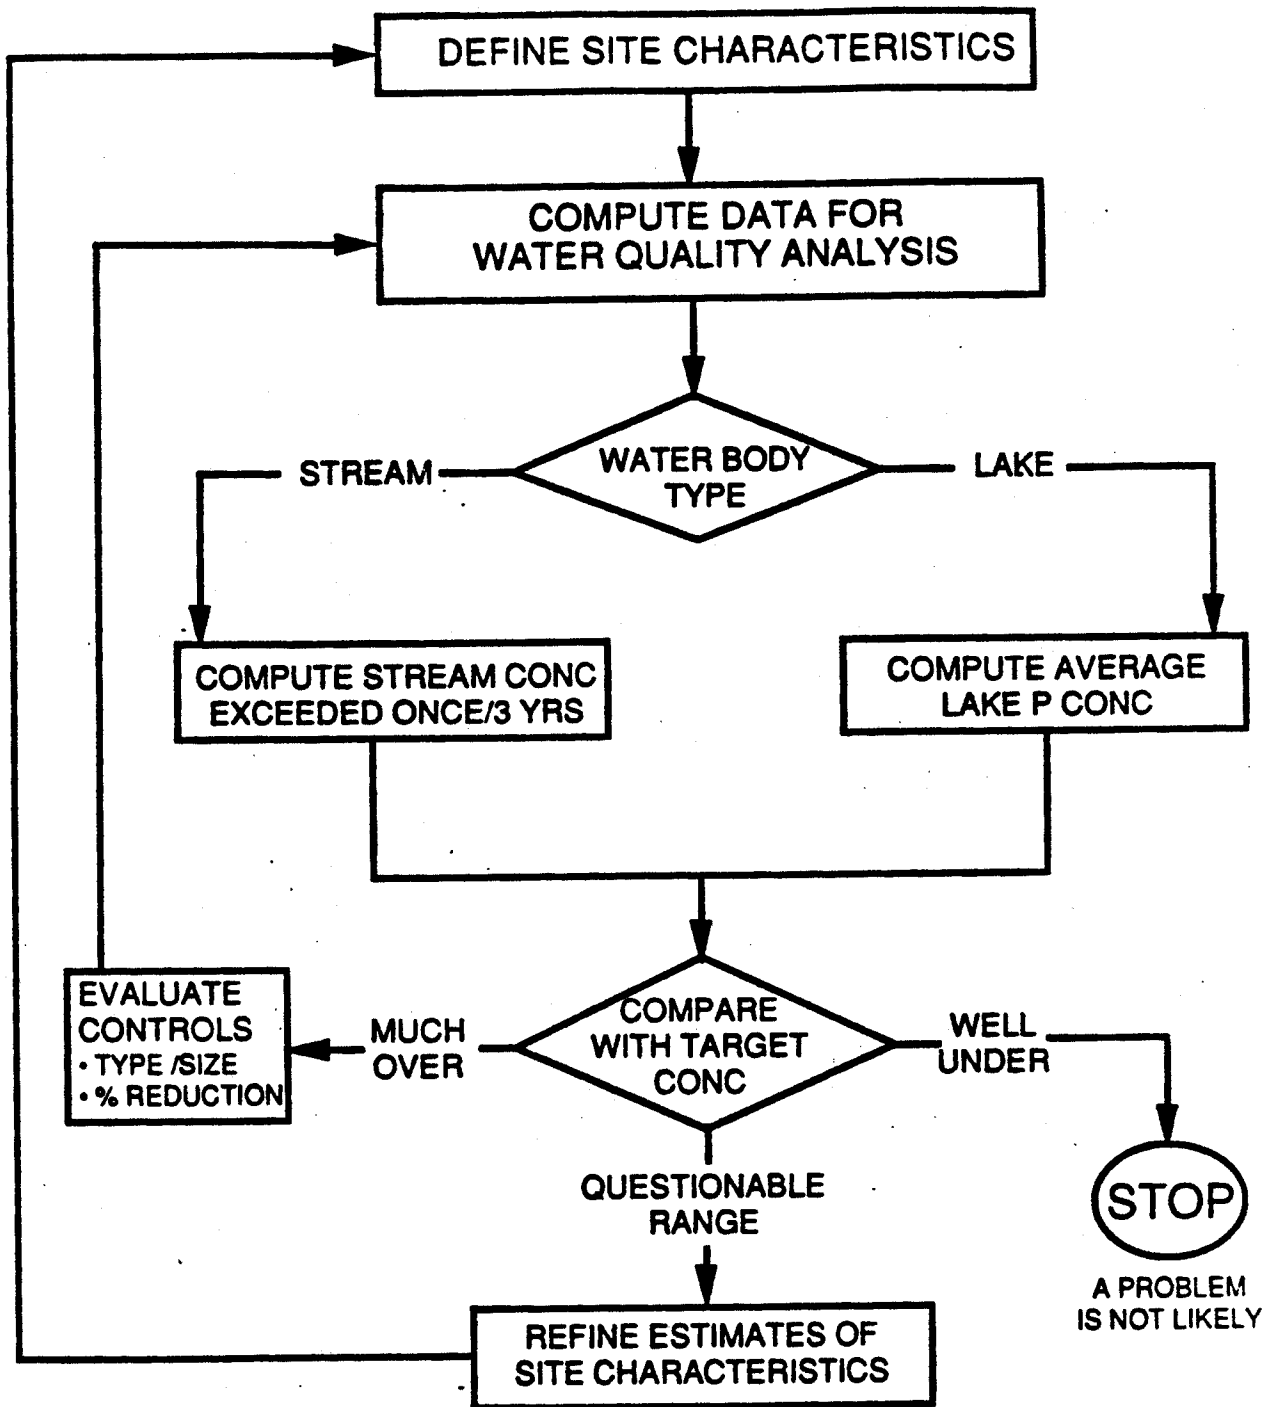 DEFINE SITE CHARACTERISTICS
COMPUTE DATA FOR
WATER QUALITY ANALYSIS
WATER BODY
TYPE
STREAM
LAKE
COMPUTE STREAM CONC
EXCEEDED ONCE/3 YRS
COMPUTE AVERAGE
LAKE P CONC
COMPARE
WITH TARGET
CONC
MUCH
OVER
EVALUATE
CONTROLS
• TYPE /SIZE
• % REDUCTION
WELL
UNDER
STOP
A PROBLEM
IS NOT LIKELY
QUESTIONABLE
RANGE
REFINE ESTIMATES OF
SITE CHARACTERISTICS